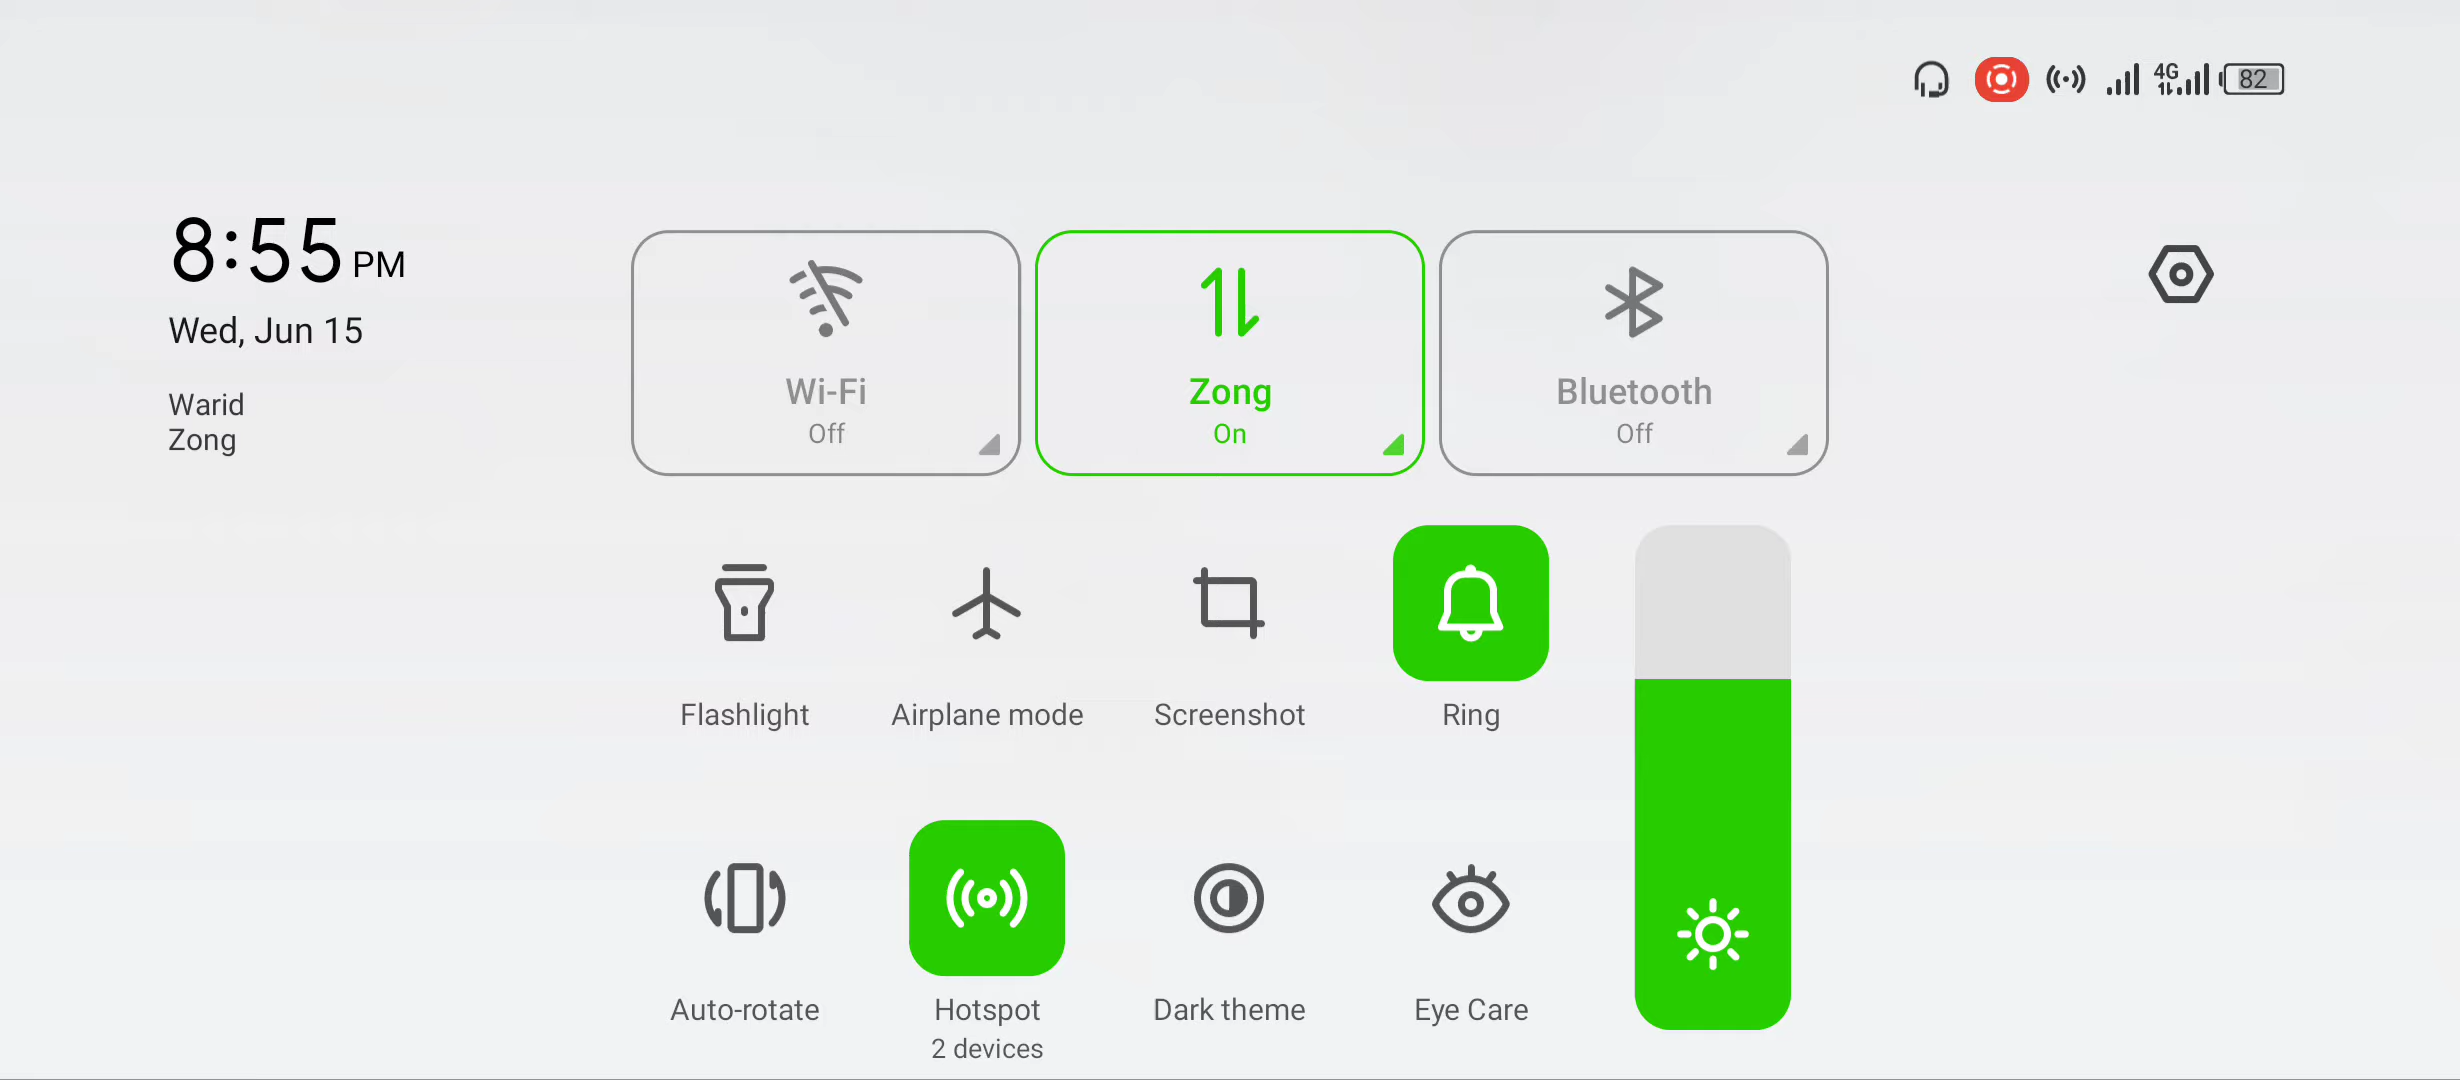 4G 82
8:55 PM
Wed, Jun 15
Warid
Zong
Wi-Fi
Off
Zong
On
Bluetooth
Off
Flashlight
Airplane mode
Screenshot
Ring
Auto-rotate
Hotspot
2 devices
Dark theme
Eye Care